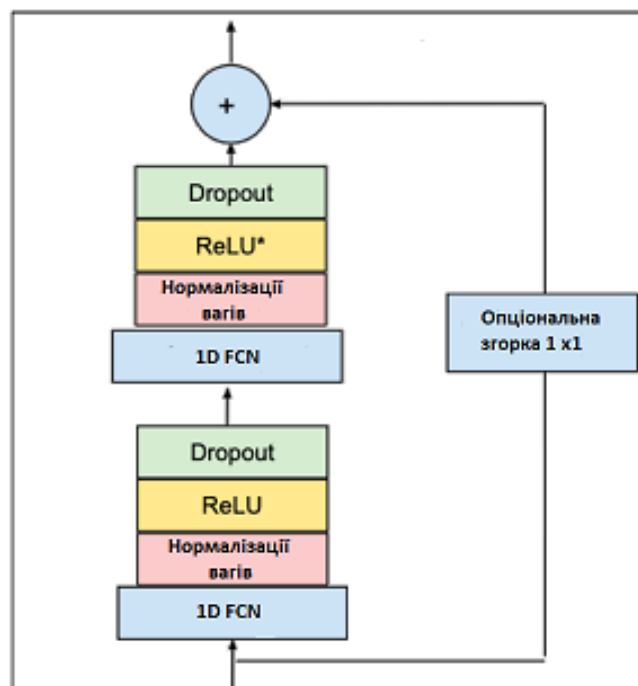 +
Dropout
ReLU*
Нормалізації
вагів
1D FCN
Опціональна
згорка 1 x1
Dropout
ReLU
Нормалізації
вагів
1D FCN